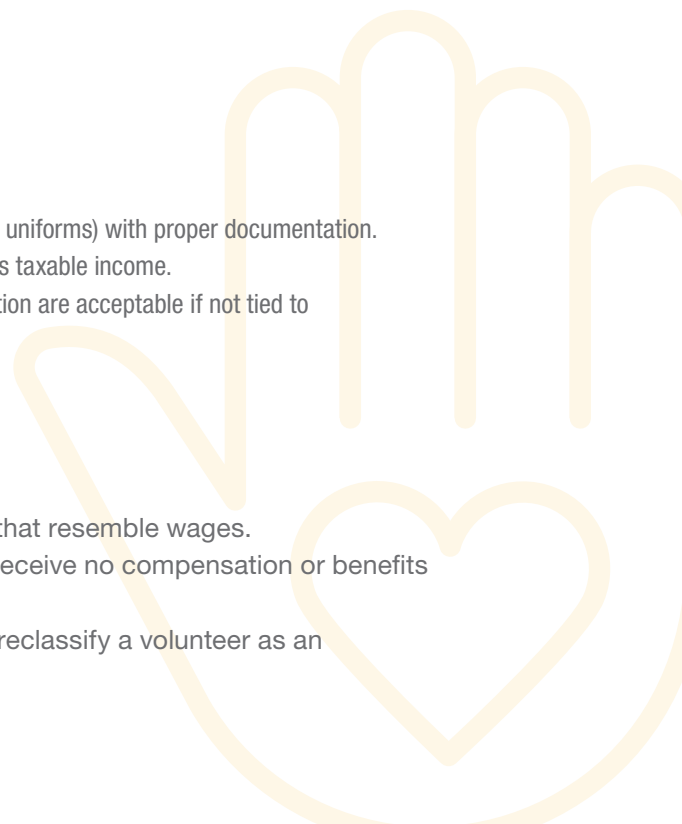 uniforms) with proper documentation.
s taxable income.
tion are acceptable if not tied to
that resemble wages.
receive no compensation or benefits
reclassify a volunteer as an